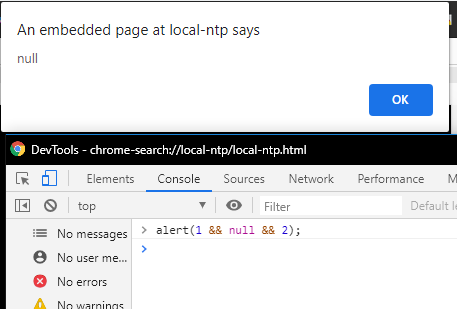 An embedded page at local-ntp says
null
OK
DevTools - chrome-search://local-ntp/local-ntp.html
Elements Console Sources Network Performance
top Filter Default le
No messages
No user me...
No errors
No warnings
> alert(1 && null && 2);
>